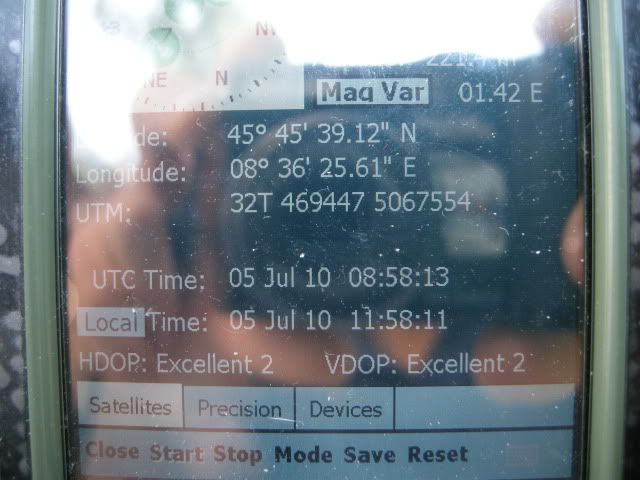 NE N
Mag Var 01.42 E
45° 45' 39.12" N
Longitude: 08° 36' 25.61" E
UTM: 32T 469447 5067554
UTC Time: 05 Jul 10 08:58:13
Local Time: 05 Jul 10 11:58:11
HDOP: Excellent 2 VDOP: Excellent 2
Satellites Precision Devices
Close Start Stop Mode Save Reset